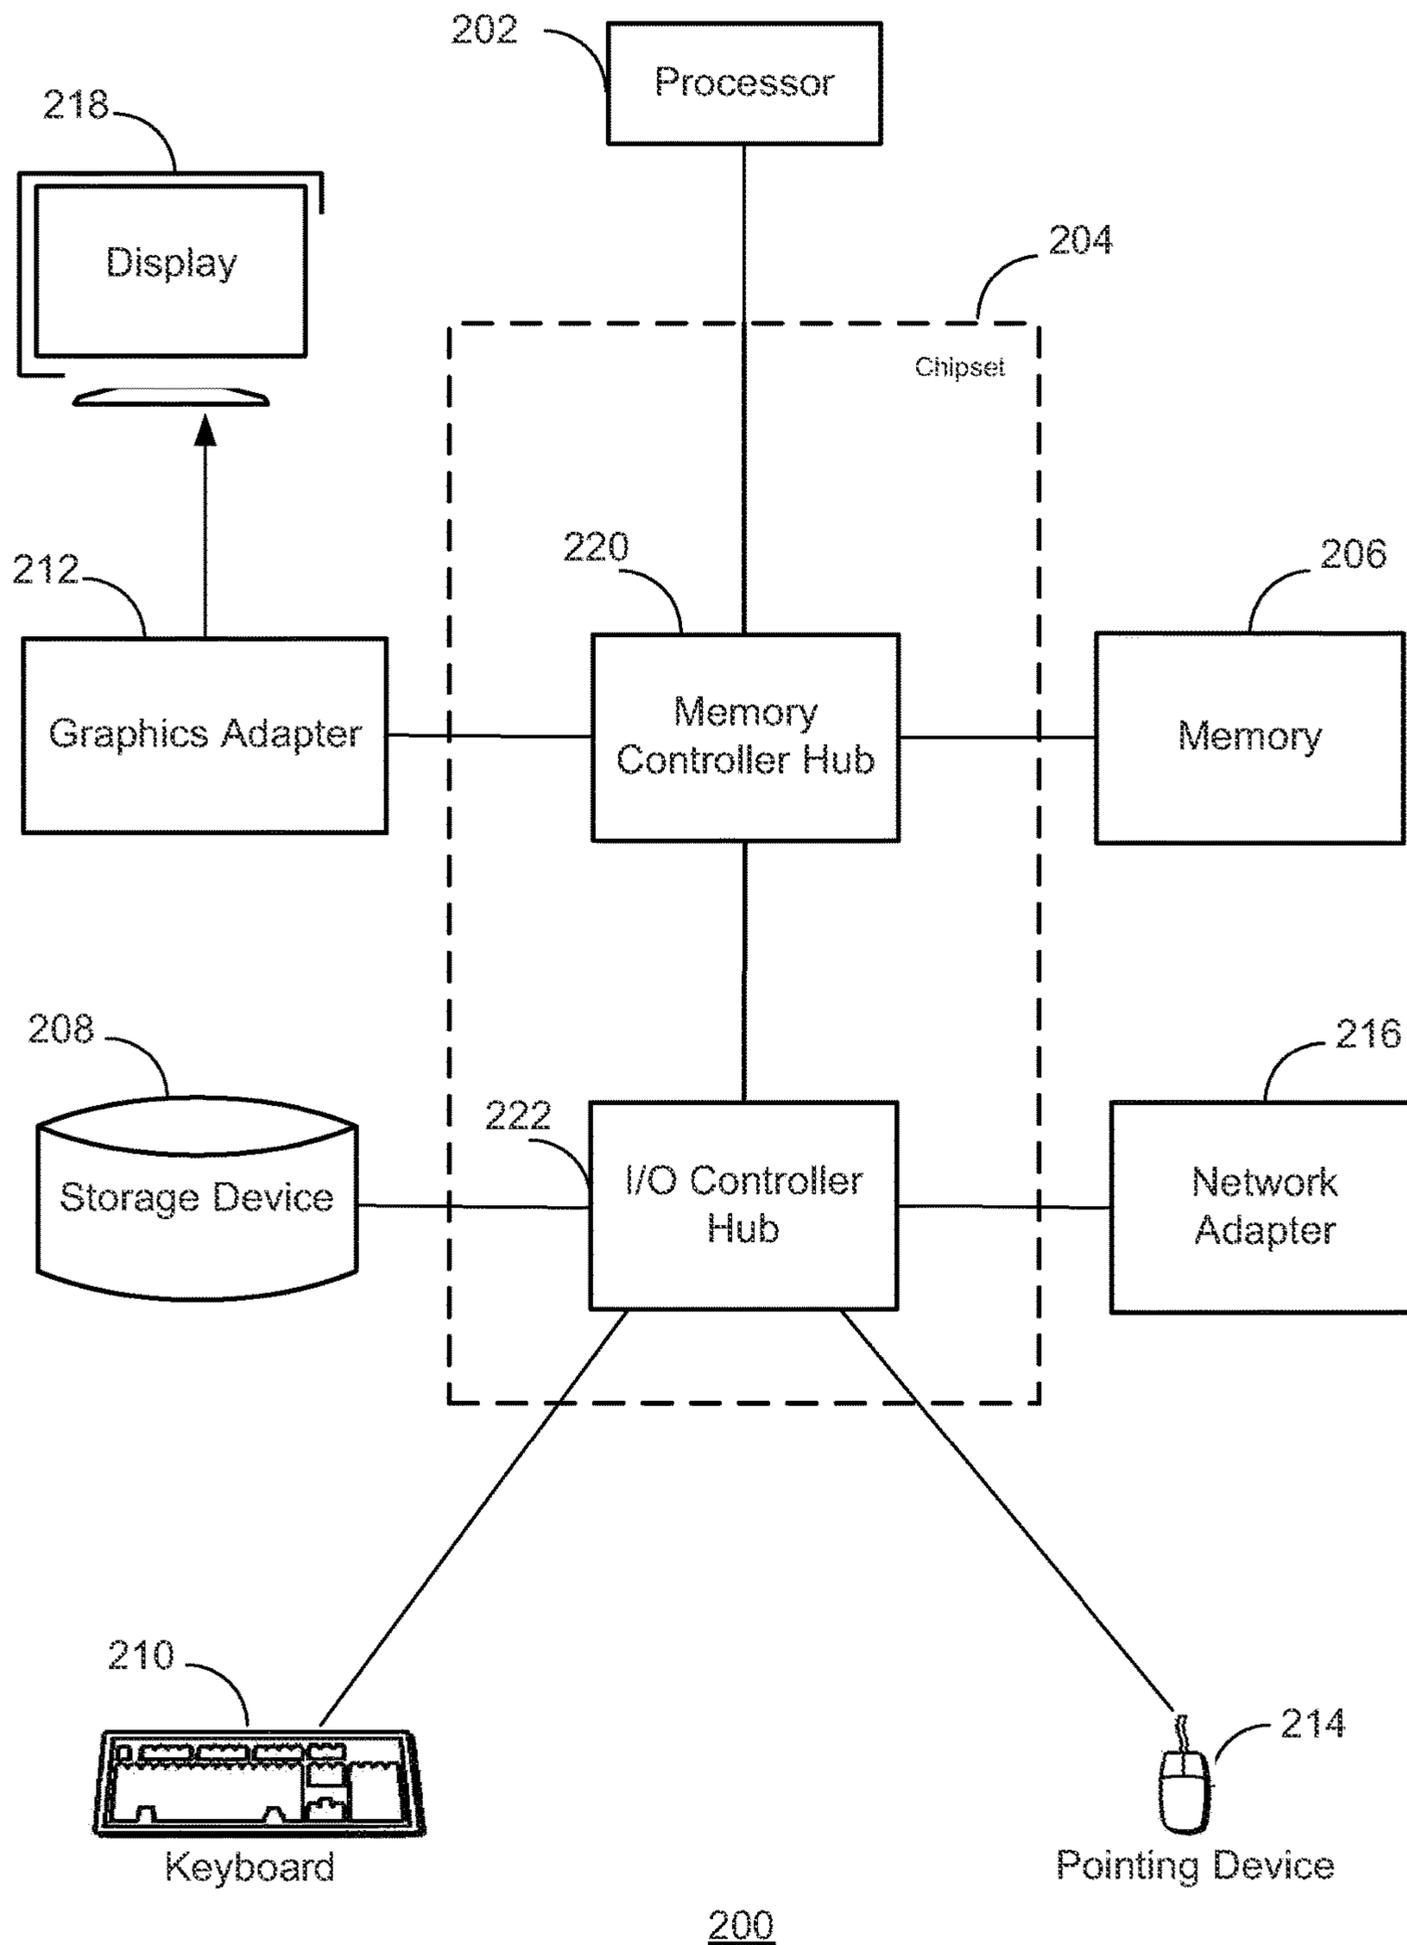 202
Processor
218
Display
204
Chipset
212
Graphics Adapter
220
Memory
Controller Hub
206
Memory
208
Storage Device
222
I/O Controller
Hub
216
Network
Adapter
210
Keyboard
214
Pointing Device
200